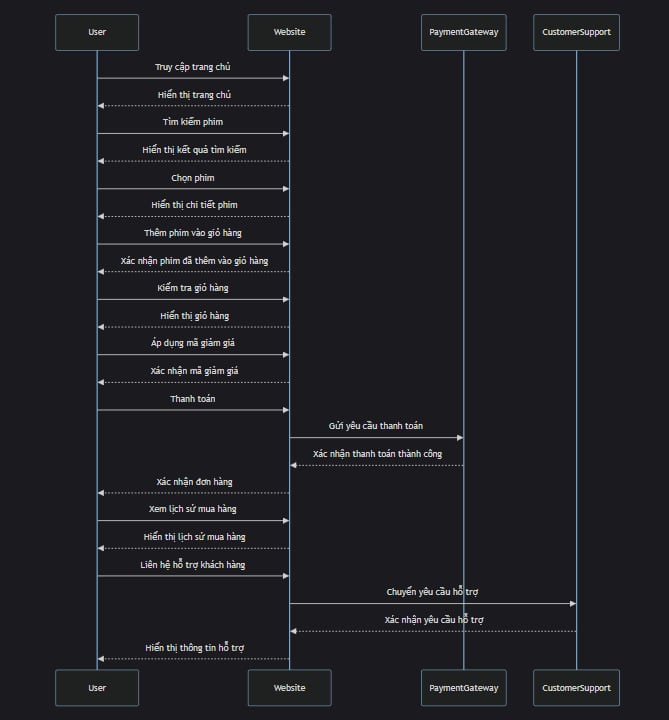 User Website PaymentGateway CustomerSupport
Truy cập trang chủ
Hiển thị trang chủ
Tìm kiếm phim
Hiển thị kết quả tìm kiếm
Chọn phim
Hiển thị chi tiết phim
Thêm phim vào giỏ hàng
Xác nhận phim đã thêm vào giỏ hàng
Kiểm tra giỏ hàng
Hiển thị giỏ hàng
Áp dụng mã giảm giá
Xác nhận mã giảm giá
Thanh toán
Gửi yêu cầu thanh toán
Xác nhận thanh toán thành công
Xác nhận đơn hàng
Xem lịch sử mua hàng
Hiển thị lịch sử mua hàng
Liên hệ hỗ trợ khách hàng
Chuyển yêu cầu hỗ trợ
Xác nhận yêu cầu hỗ trợ
Hiển thị thông tin hỗ trợ
User Website PaymentGateway CustomerSupport